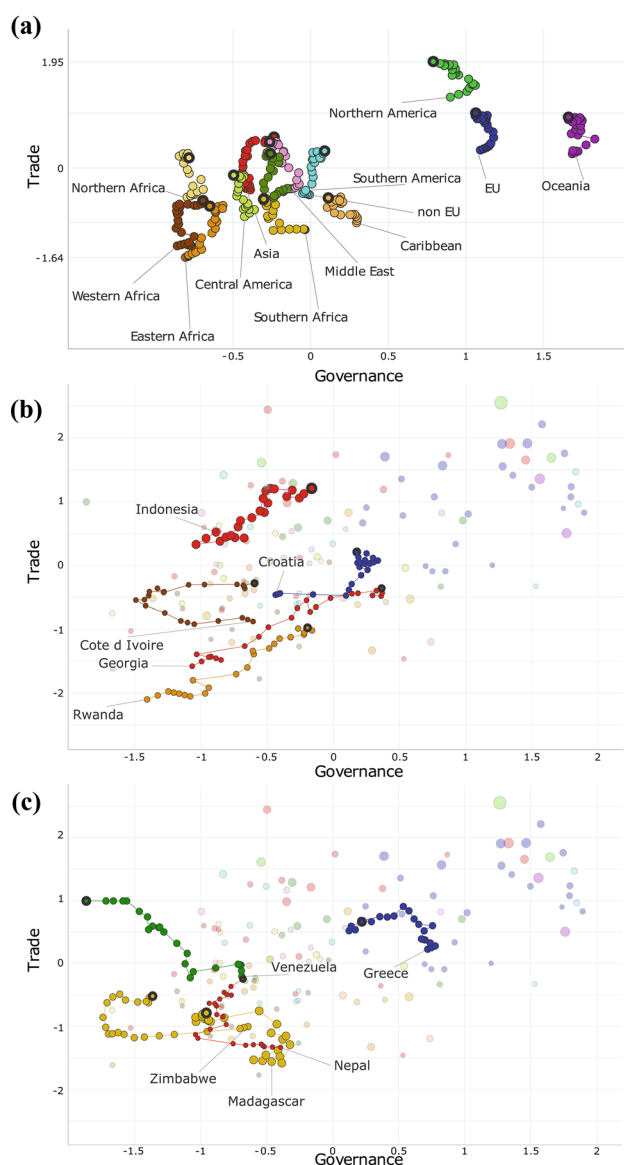 (a)
1.95
0
-1.64
Trade
Northern America
EU
Oceania
Northern Africa
Southern America
non EU
Caribbean
Asia
Middle East
Central America
Western Africa
Southern Africa
Eastern Africa
-0.5 0 0.5 1 1.5
Governance
(b)
2
1
0
-1
-2
Trade
Indonesia
Croatia
Cote d Ivoire
Georgia
Rwanda
-1.5 -1 -0.5 0 0.5 1 1.5 2
Governance
(c)
2
1
0
-1
-2
Trade
Venezuela
Greece
Nepal
Zimbabwe
Madagascar
-1.5 -1 -0.5 0 0.5 1 1.5 2
Governance